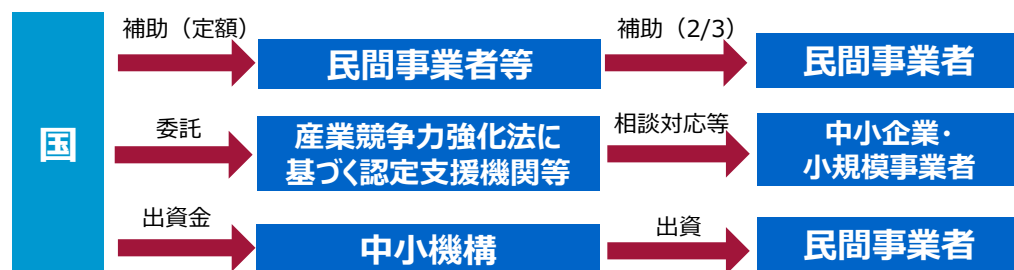 国
補助（定額）
民間事業者等
補助（2/3）
民間事業者
委託
産業競争力強化法に
基づく認定支援機関等
相談対応等
中小企業・
小規模事業者
出資金
中小機構
出資
民間事業者